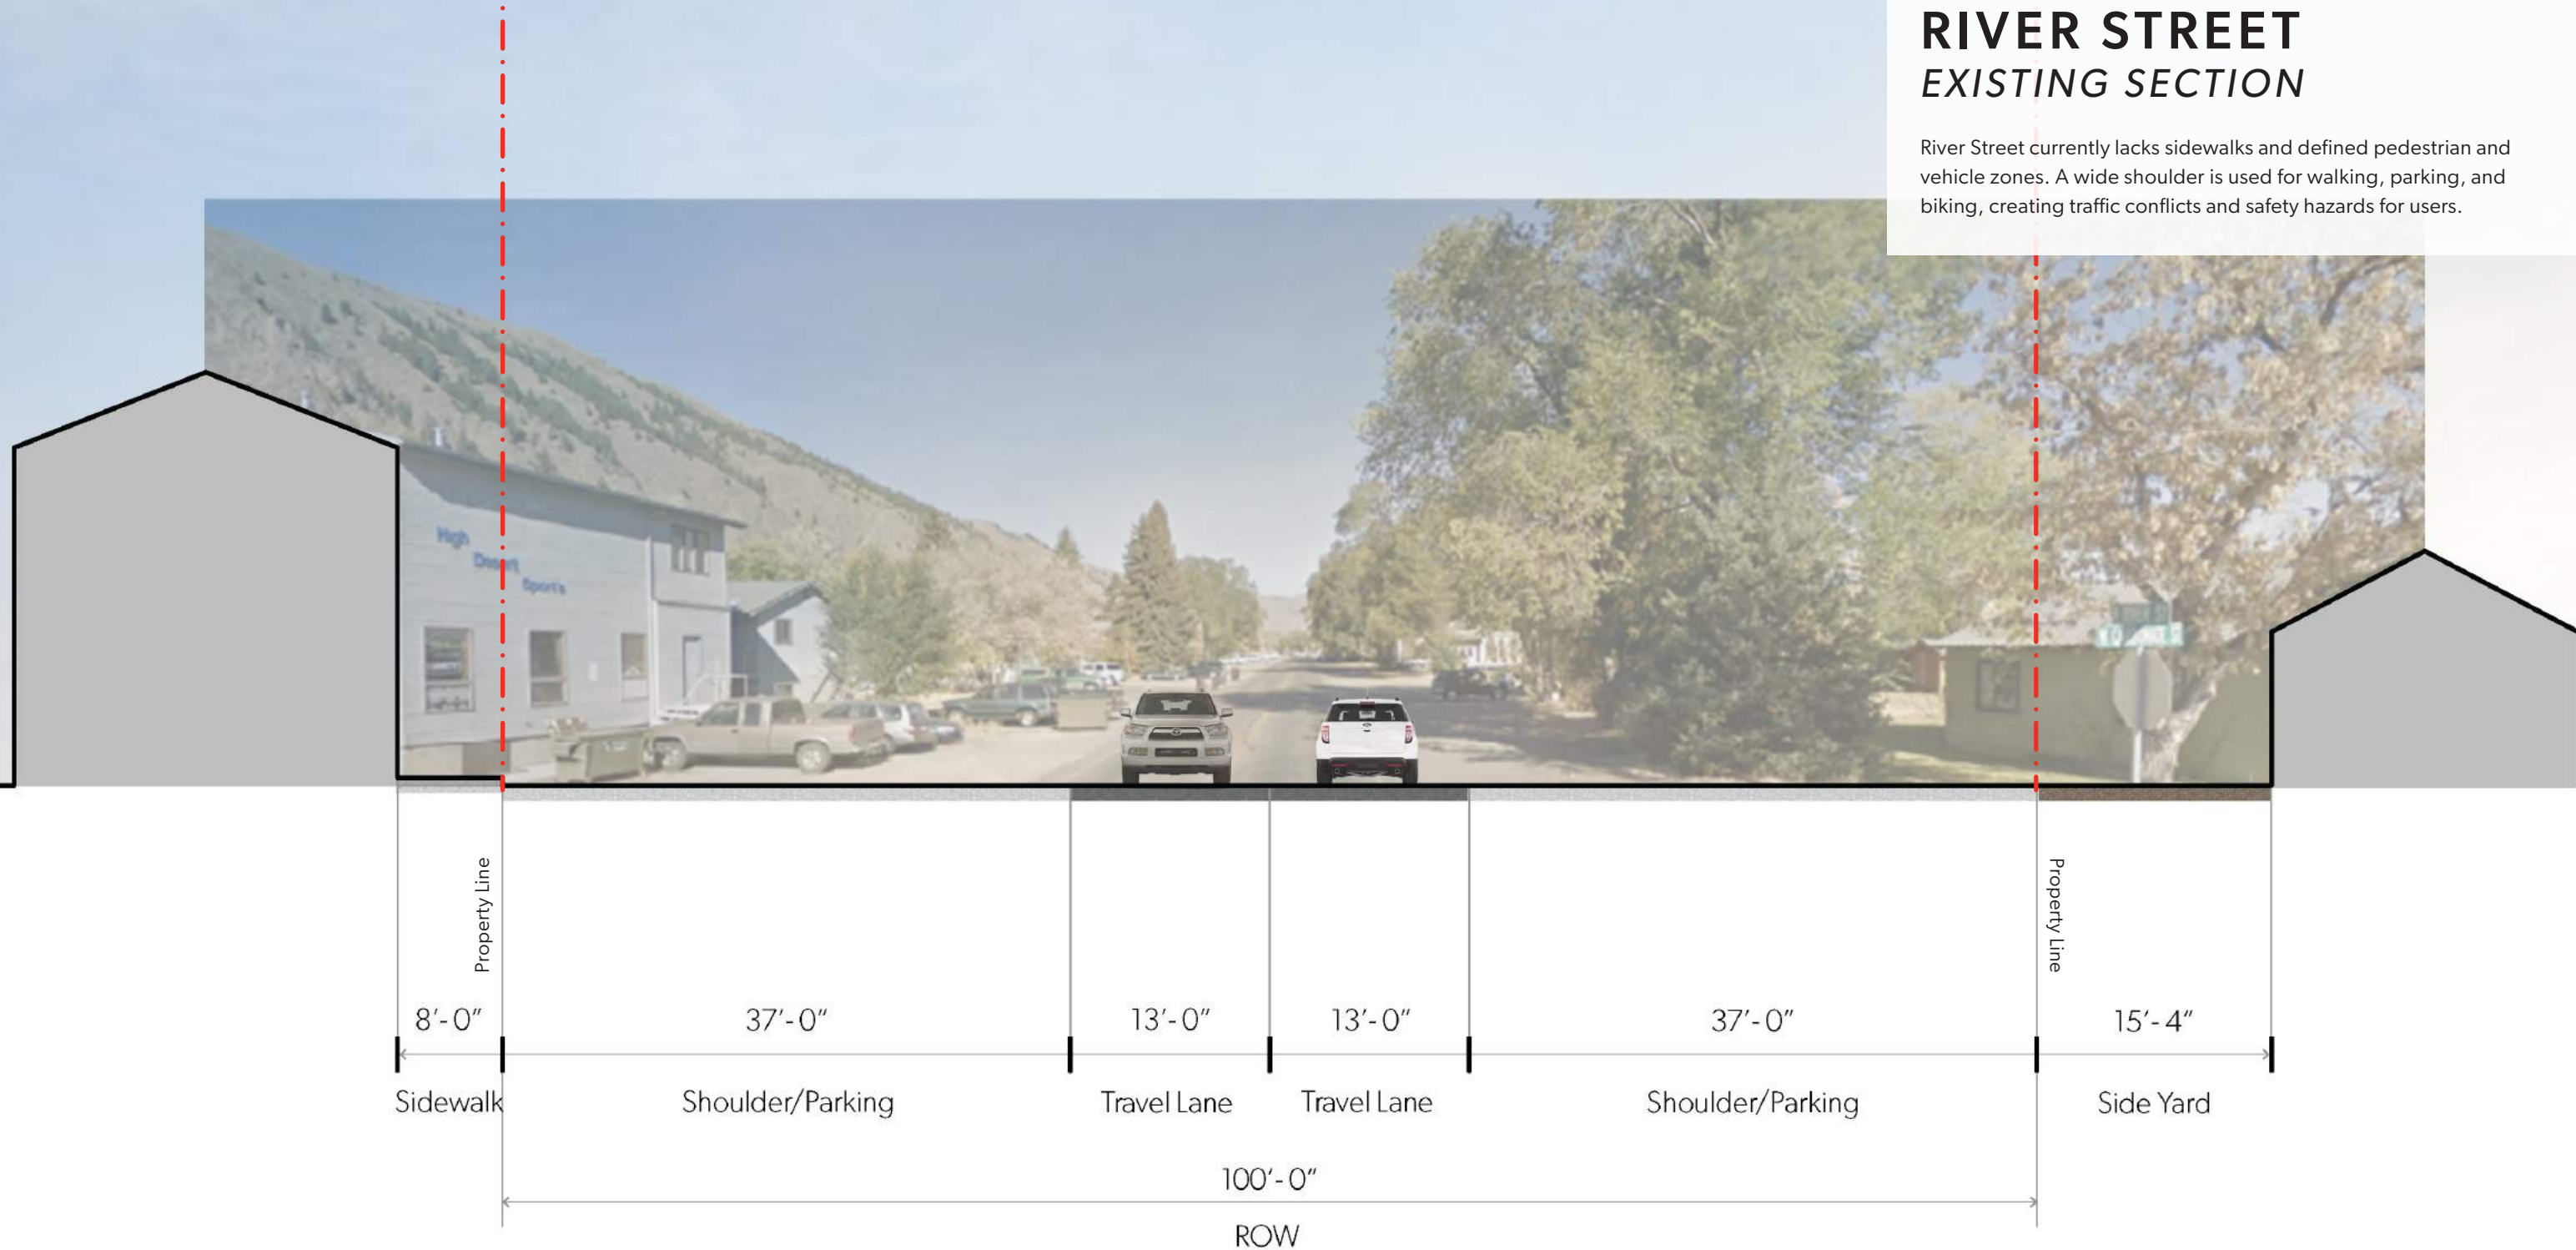 RIVER STREET
EXISTING SECTION
River Street currently lacks sidewalks and defined pedestrian and
vehicle zones. A wide shoulder is used for walking, parking, and
biking, creating traffic conflicts and safety hazards for users.
High
Desert
Sport's
Property Line
Property Line
8'-0"
37'-0"
13'-0"
13'-0"
37'-0"
15'-4"
Sidewalk
Shoulder/Parking
Travel Lane
Travel Lane
Shoulder/Parking
Side Yard
100'-0"
ROW